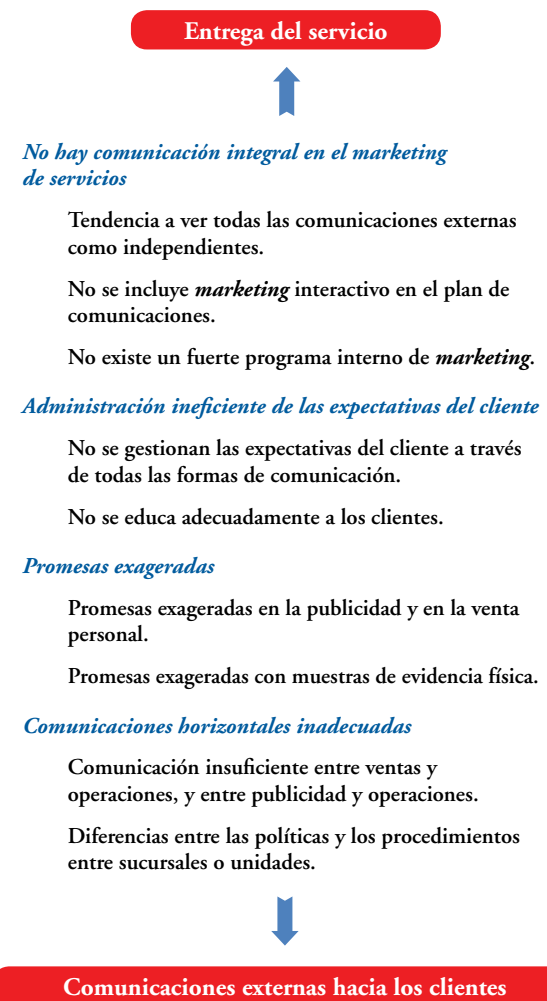 Entrega del servicio
No hay comunicación integral en el marketing
de servicios
Tendencia a ver todas las comunicaciones externas
como independientes.
No se incluye marketing interactivo en el plan de
comunicaciones.
No existe un fuerte programa interno de marketing.
Administración ineficiente de las expectativas del cliente
No se gestionan las expectativas del cliente a través
de todas las formas de comunicación.
No se educa adecuadamente a los clientes.
Promesas exageradas
Promesas exageradas en la publicidad y en la venta
personal.
Promesas exageradas con muestras de evidencia física.
Comunicaciones horizontales inadecuadas
Comunicación insuficiente entre ventas y
operaciones, y entre publicidad y operaciones.
Diferencias entre las políticas y los procedimientos
entre sucursales o unidades.
Comunicaciones externas hacia los clientes